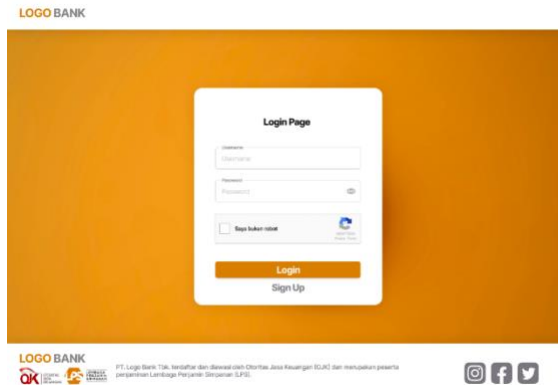 LOGO BANK
Login Page
Username
Username
Password
Password
Saya bukan robot
Login
Sign Up
LOGO BANK
PT. Logo Bank Tbk. terdaftar dan diawasi oleh Otoritas Jasa Keuangan (OJK) dan merupakan peserta
penjaminan Lembaga Penjamin Simpanan (LPS).